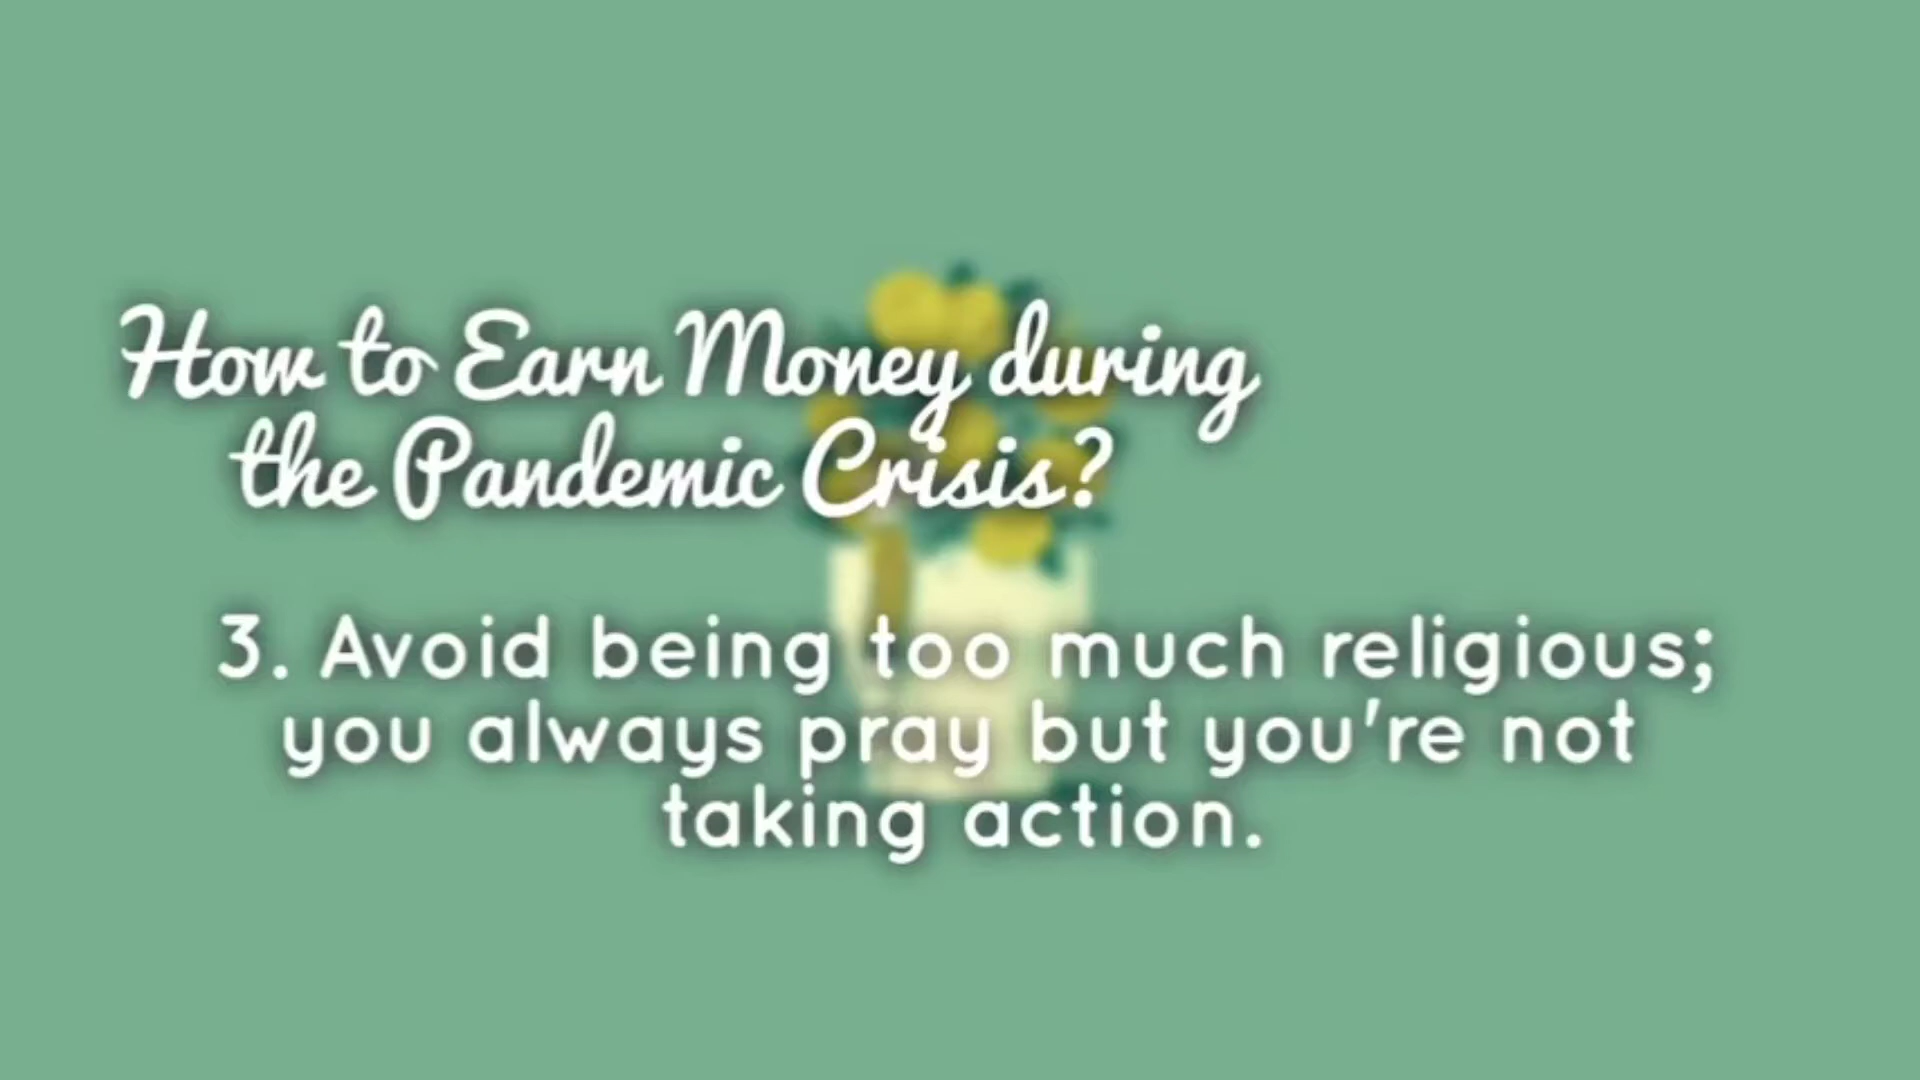 How to Earn Money during
the Pandemic Crisis?
3. Avoid being too much religious;
you always pray but you're not
taking action.